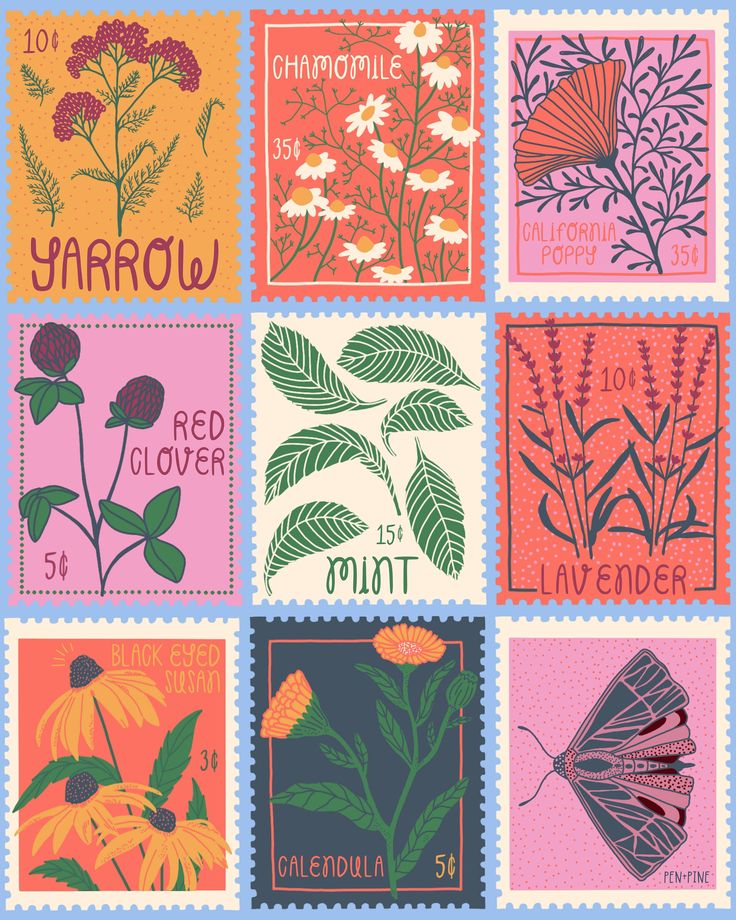 10¢
YARROW
CHAMOMILE
35¢
CALIFORNIA
POPPY
35¢
RED
CLOVER
5¢
15¢
MINT
10¢
LAVENDER
BLACK EYED
SUSAN
3¢
CALENDULA
5¢
PEN+PINE